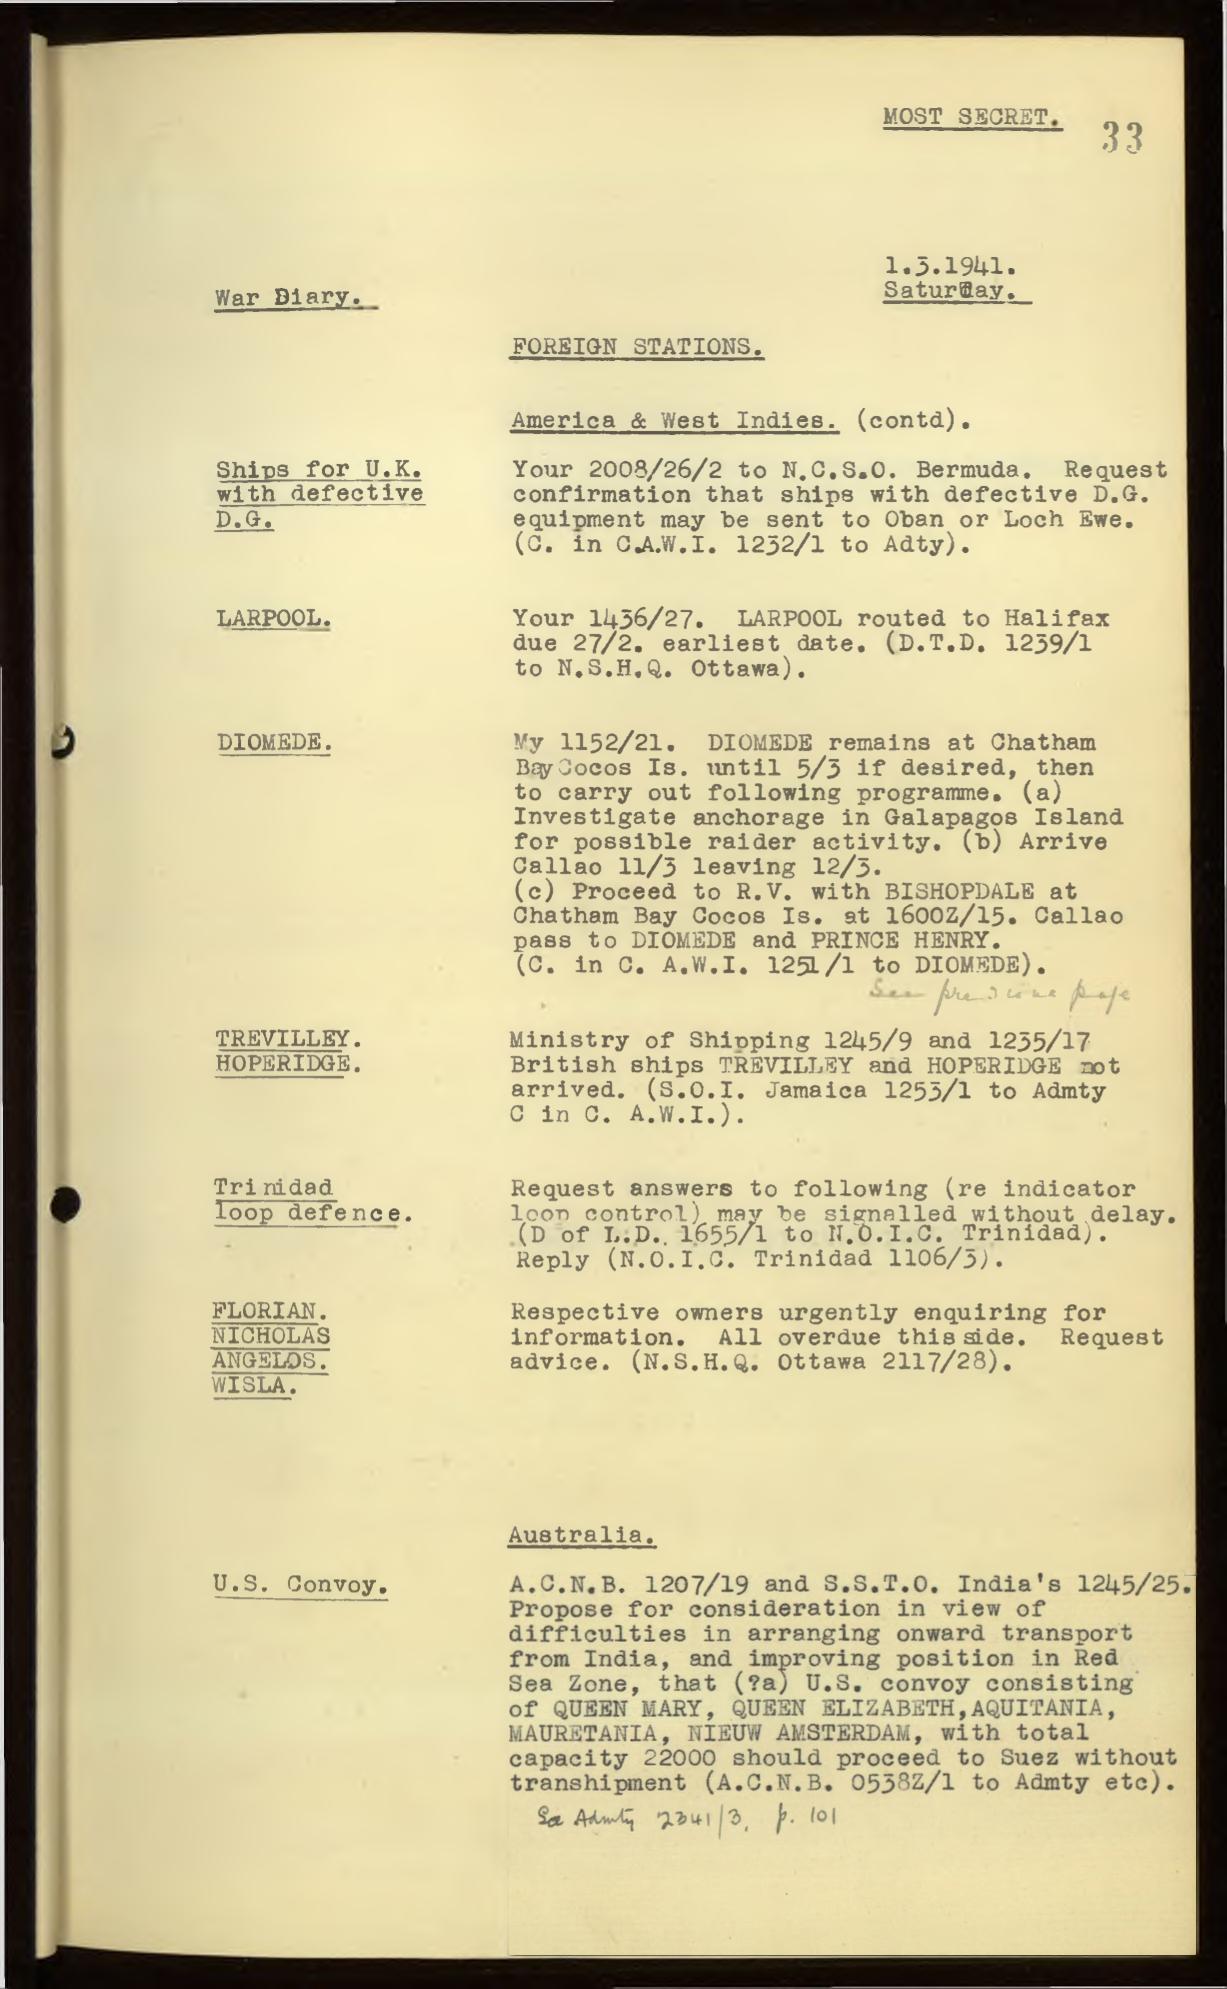 MOST SECRET.
33
1.3.1941.
War Diary.
Saturday.
FOREIGN STATIONS.
America & West Indies. (contd).
Ships for U.K.
with defective
D.G.
Your 2008/26/2 to N.C.S.O. Bermuda. Request
confirmation that ships with defective D.G.
equipment may be sent to Oban or Loch Ewe.
(C. in C.A.W.I. 1232/1 to Adty).
LARPOOL.
Your 1436/27. LARPOOL routed to Halifax
due 27/2. earliest date. (D.T.D. 1239/1
to N.S.H.Q. Ottawa).
DIOMEDE.
My 1152/21. DIOMEDE remains at Chatham
Bay Cocos Is. until 5/3 if desired, then
to carry out following programme. (a)
Investigate anchorage in Galapagos Island
for possible raider activity. (b) Arrive
Callao 11/3 leaving 12/3.
(c) Proceed to R.V. with BISHOPDALE at
Chatham Bay Cocos Is. at 1600Z/15. Callao
pass to DIOMEDE and PRINCE HENRY.
(C. in C. A.W.I. 1251/1 to DIOMEDE).
See previous page
TREVILLEY.
HOPERIDGE.
Ministry of Shipping 1245/9 and 1235/17
British ships TREVILLEY and HOPERIDGE not
arrived. (S.O.I. Jamaica 1253/1 to Admty
C in C. A.W.I.).
Trinidad
loop defence.
Request answers to following (re indicator
loop control) may be signalled without delay.
(D of L.D. 1655/1 to N.O.I.C. Trinidad).
Reply (N.O.I.C. Trinidad 1106/3).
FLORIAN.
NICHOLAS
ANGELOS.
WISLA.
Respective owners urgently enquiring for
information. All overdue this side. Request
advice. (N.S.H.Q. Ottawa 2117/28).
Australia.
U.S. Convoy.
A.C.N.B. 1207/19 and S.S.T.O. India's 1245/25.
Propose for consideration in view of
difficulties in arranging onward transport
from India, and improving position in Red
Sea Zone, that (?a) U.S. convoy consisting
of QUEEN MARY, QUEEN ELIZABETH,AQUITANIA,
MAURETANIA, NIEUW AMSTERDAM, with total
capacity 22000 should proceed to Suez without
transhipment (A.C.N.B. 0538Z/1 to Admty etc).
See Admty 2341/3, p. 101